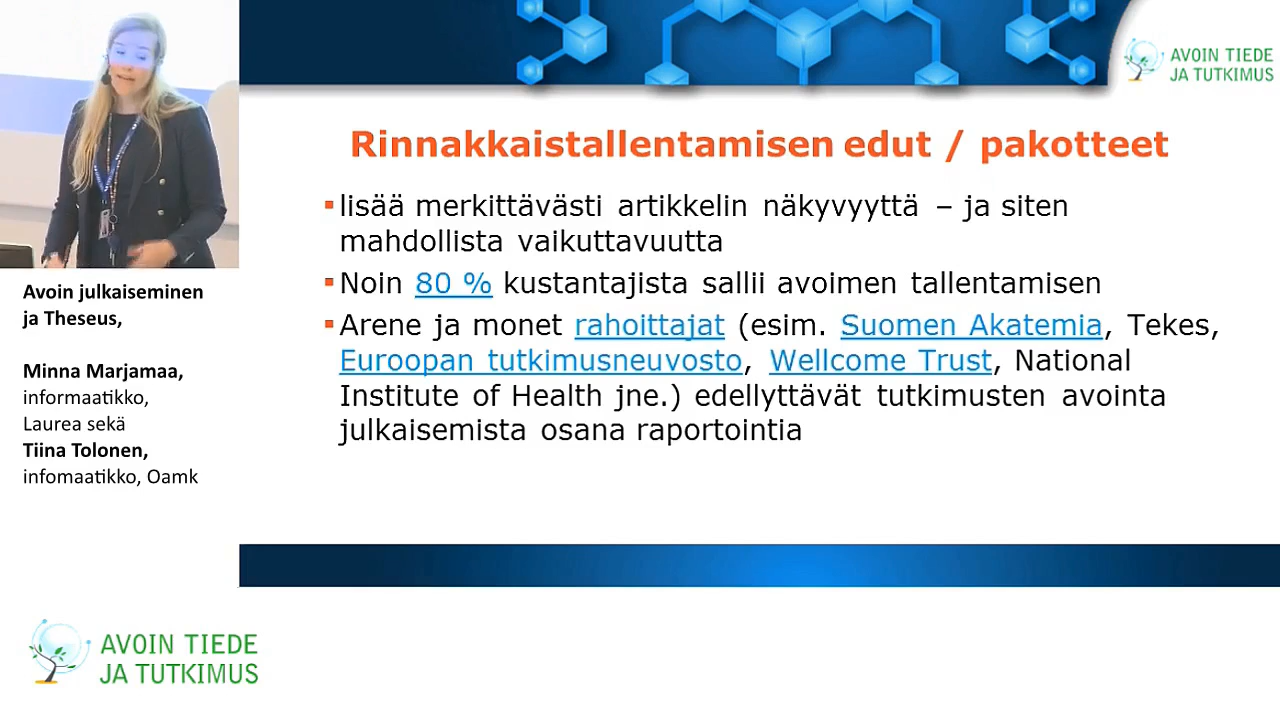 AVOIN TIEDE
JA TUTKIMUS
Rinnakkaistallentamisen edut / pakotteet
lisää merkittävästi artikkelin näkyvyyttä – ja siten
mahdollista vaikuttavuutta
Noin 80 % kustantajista sallii avoimen tallentamisen
Arene ja monet rahoittajat (esim. Suomen Akatemia, Tekes,
Euroopan tutkimusneuvosto, Wellcome Trust, National
Institute of Health jne.) edellyttävät tutkimusten avointa
julkaisemista osana raportointia
Avoin julkaiseminen
ja Theseus,
Minna Marjamaa,
informaatikko,
Laurea sekä
Tiina Tolonen,
infomaatikko, Oamk
AVOIN TIEDE
JA TUTKIMUS